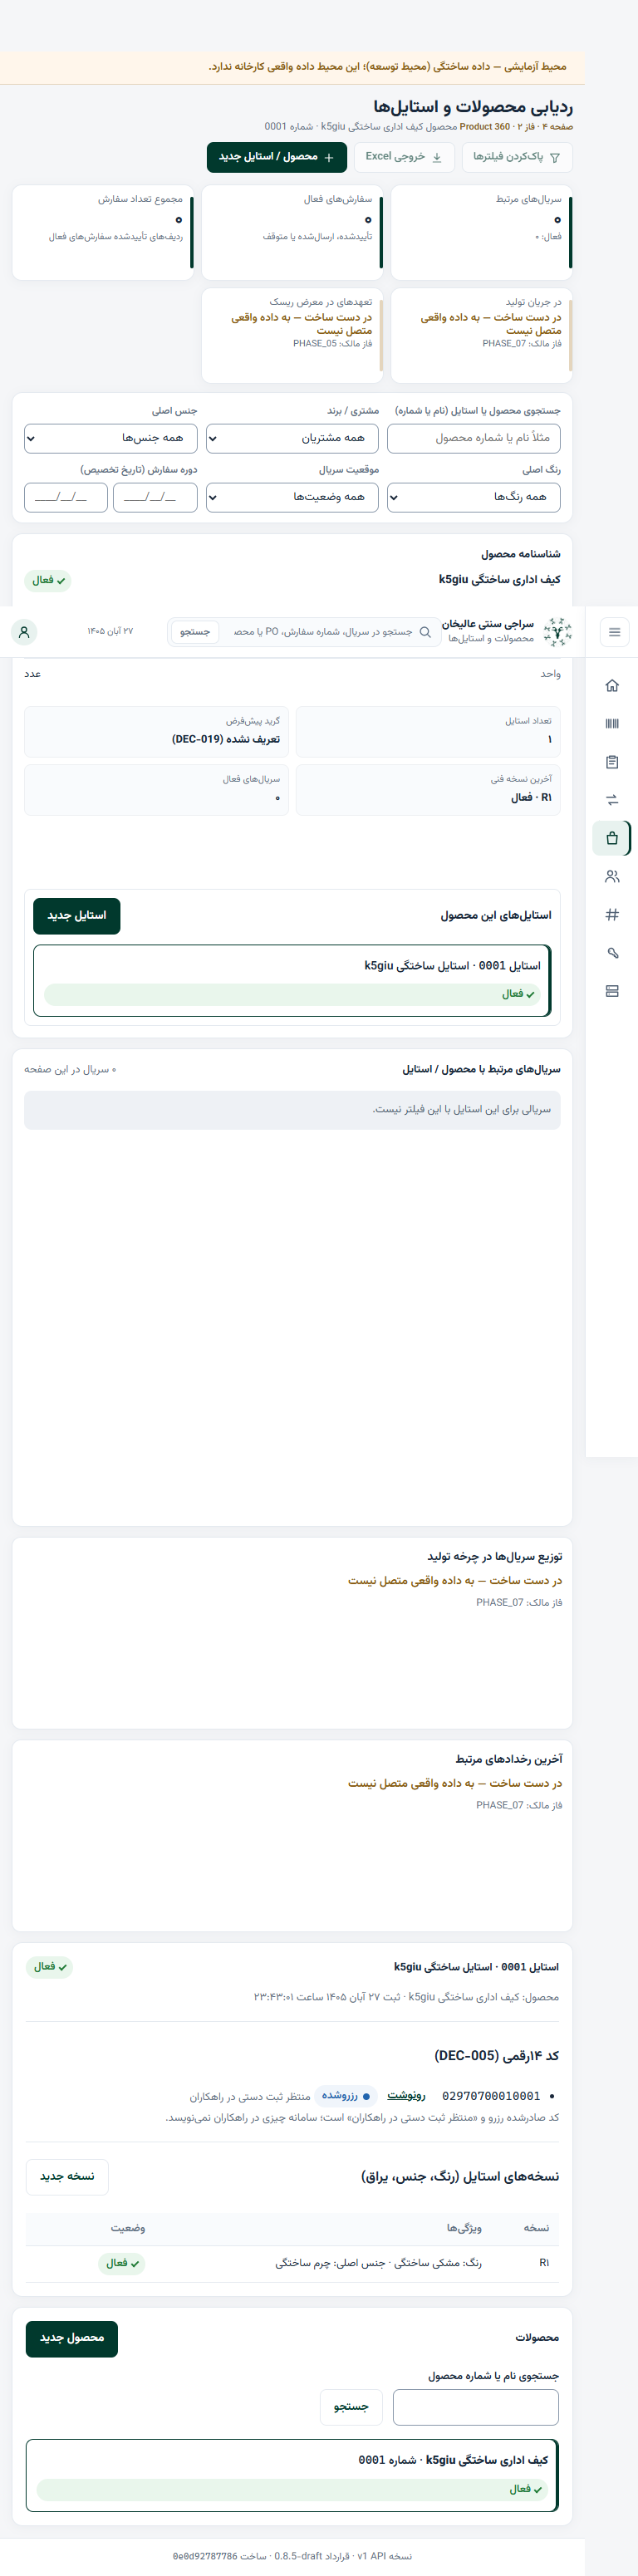 محیط آزمایشی — داده ساختگی (محیط توسعه)؛ این محیط داده واقعی کارخانه ندارد.
ردیابی محصولات و استایل‌ها
صفحه ۴ · فاز ۲ · Product 360 محصول کیف اداری ساختگی k5giu · شماره 0001
پاک‌کردن فیلترها
خروجی Excel
محصول / استایل جدید
سریال‌های مرتبط
۰
فعال: ۰
سفارش‌های فعال
۰
تأییدشده، ارسال‌شده یا متوقف
مجموع تعداد سفارش
۰
ردیف‌های تأییدشده سفارش‌های فعال
در جریان تولید
در دست ساخت — به داده واقعی
متصل نیست
فاز مالک: PHASE_07
تعهدهای در معرض ریسک
در دست ساخت — به داده واقعی
متصل نیست
فاز مالک: PHASE_05
جستجوی محصول یا استایل (نام یا شماره)
مثلاً نام یا شماره محصول
مشتری / برند
همه مشتریان
جنس اصلی
همه جنس‌ها
رنگ اصلی
همه رنگ‌ها
موقعیت سریال
همه وضعیت‌ها
دوره سفارش (تاریخ تخصیص)
____/__/__
____/__/__
شناسنامه محصول
کیف اداری ساختگی k5giu
فعال
سراجی سنتی عالیخان
محصولات و استایل‌ها
جستجو در سریال، شماره سفارش، PO یا محصـ
جستجو
۲۷ آبان ۱۴۰۵
واحد
عدد
تعداد استایل
۱
گرید پیش‌فرض
تعریف نشده (DEC-019)
آخرین نسخه فنی
R۱ · فعال
سریال‌های فعال
۰
استایل‌های این محصول
استایل جدید
استایل 0001 · استایل ساختگی k5giu
فعال
سریال‌های مرتبط با محصول / استایل
۰ سریال در این صفحه
سریالی برای این استایل با این فیلتر نیست.
توزیع سریال‌ها در چرخه تولید
در دست ساخت — به داده واقعی متصل نیست
فاز مالک: PHASE_07
آخرین رخدادهای مرتبط
در دست ساخت — به داده واقعی متصل نیست
فاز مالک: PHASE_07
استایل 0001 · استایل ساختگی k5giu
فعال
محصول: کیف اداری ساختگی k5giu · ثبت ۲۷ آبان ۱۴۰۵ ساعت ۲۳:۴۳:۰۱
کد ۱۴رقمی (DEC-005)
02970700010001 رونوشت رزروشده منتظر ثبت دستی در راهکاران
کد صادرشده رزرو و «منتظر ثبت دستی در راهکاران» است؛ سامانه چیزی در راهکاران نمی‌نویسد.
نسخه‌های استایل (رنگ، جنس، یراق)
نسخه جدید
نسخه
ویژگی‌ها
وضعیت
R۱
رنگ: مشکی ساختگی · جنس اصلی: چرم ساختگی
فعال
محصولات
محصول جدید
جستجوی نام یا شماره محصول
جستجو
کیف اداری ساختگی k5giu · شماره 0001
فعال
نسخه v1 API · قرارداد 0.8.5-draft · ساخت 0e0d92787786